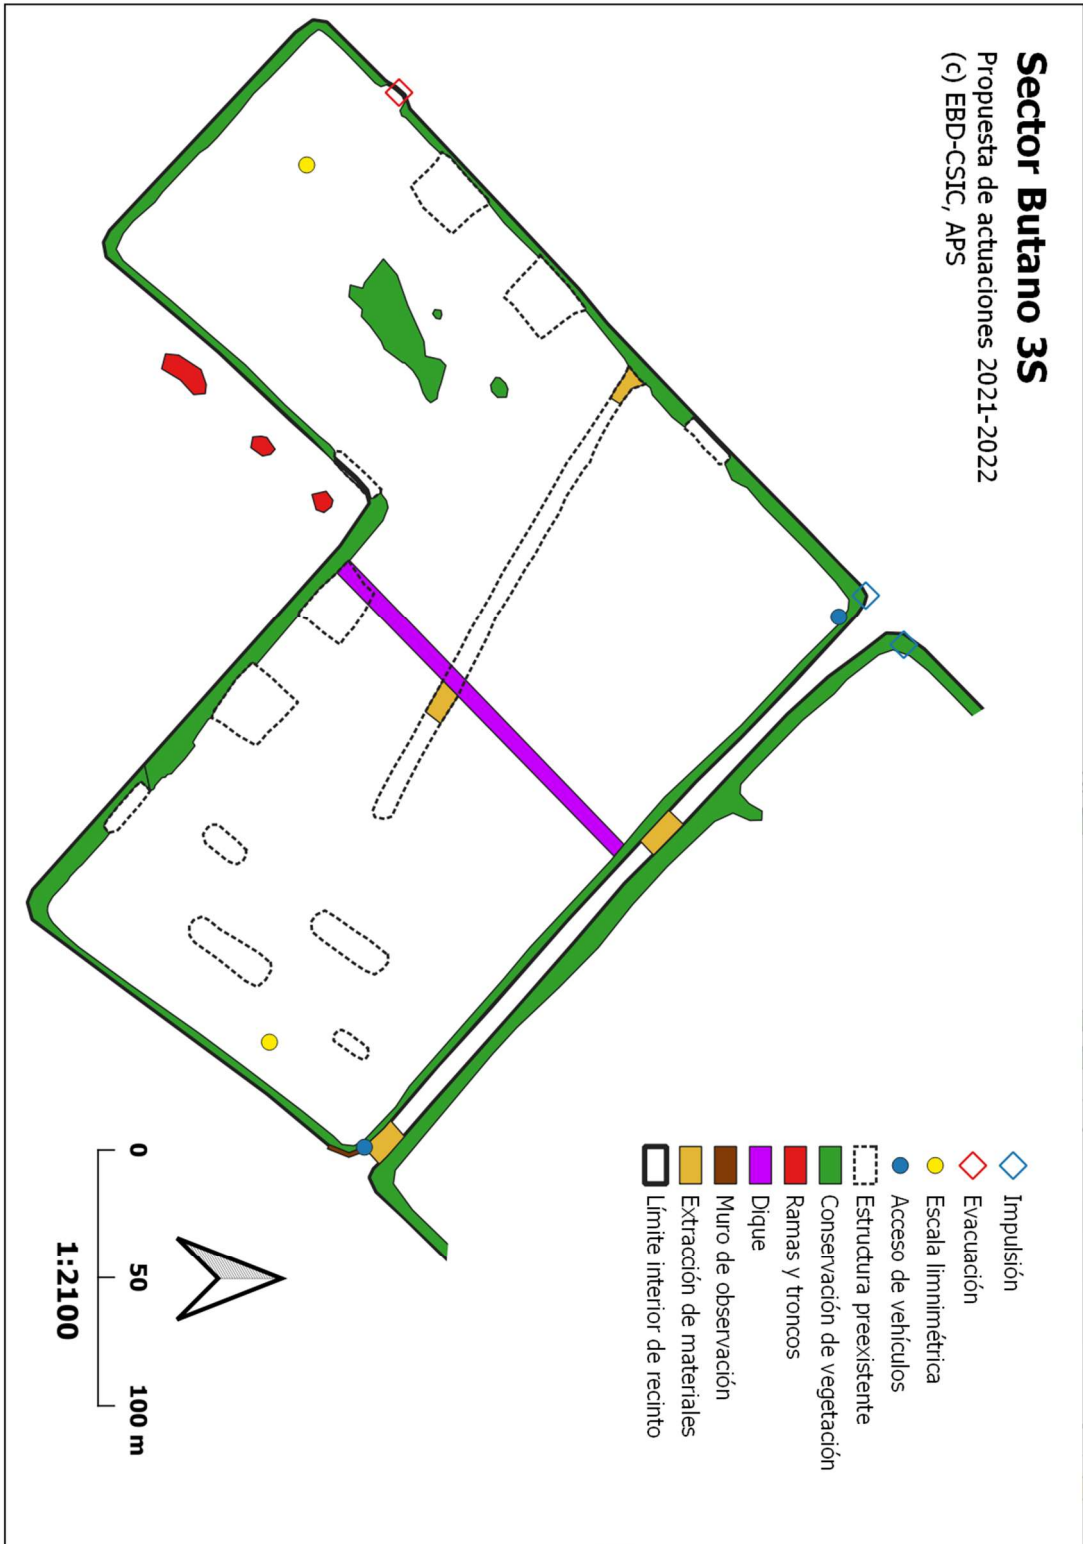 Sector Butano 3S
Propuesta de actuaciones 2021-2022
(c) EBD-CSIC, APS
Impulsión
Evacuación
Escala limnimétrica
Acceso de vehículos
Estructura preexistente
Conservación de vegetación
Ramas y troncos
Dique
Muro de observación
Extracción de materiales
Límite interior de recinto
0 50 100 m
1:2100